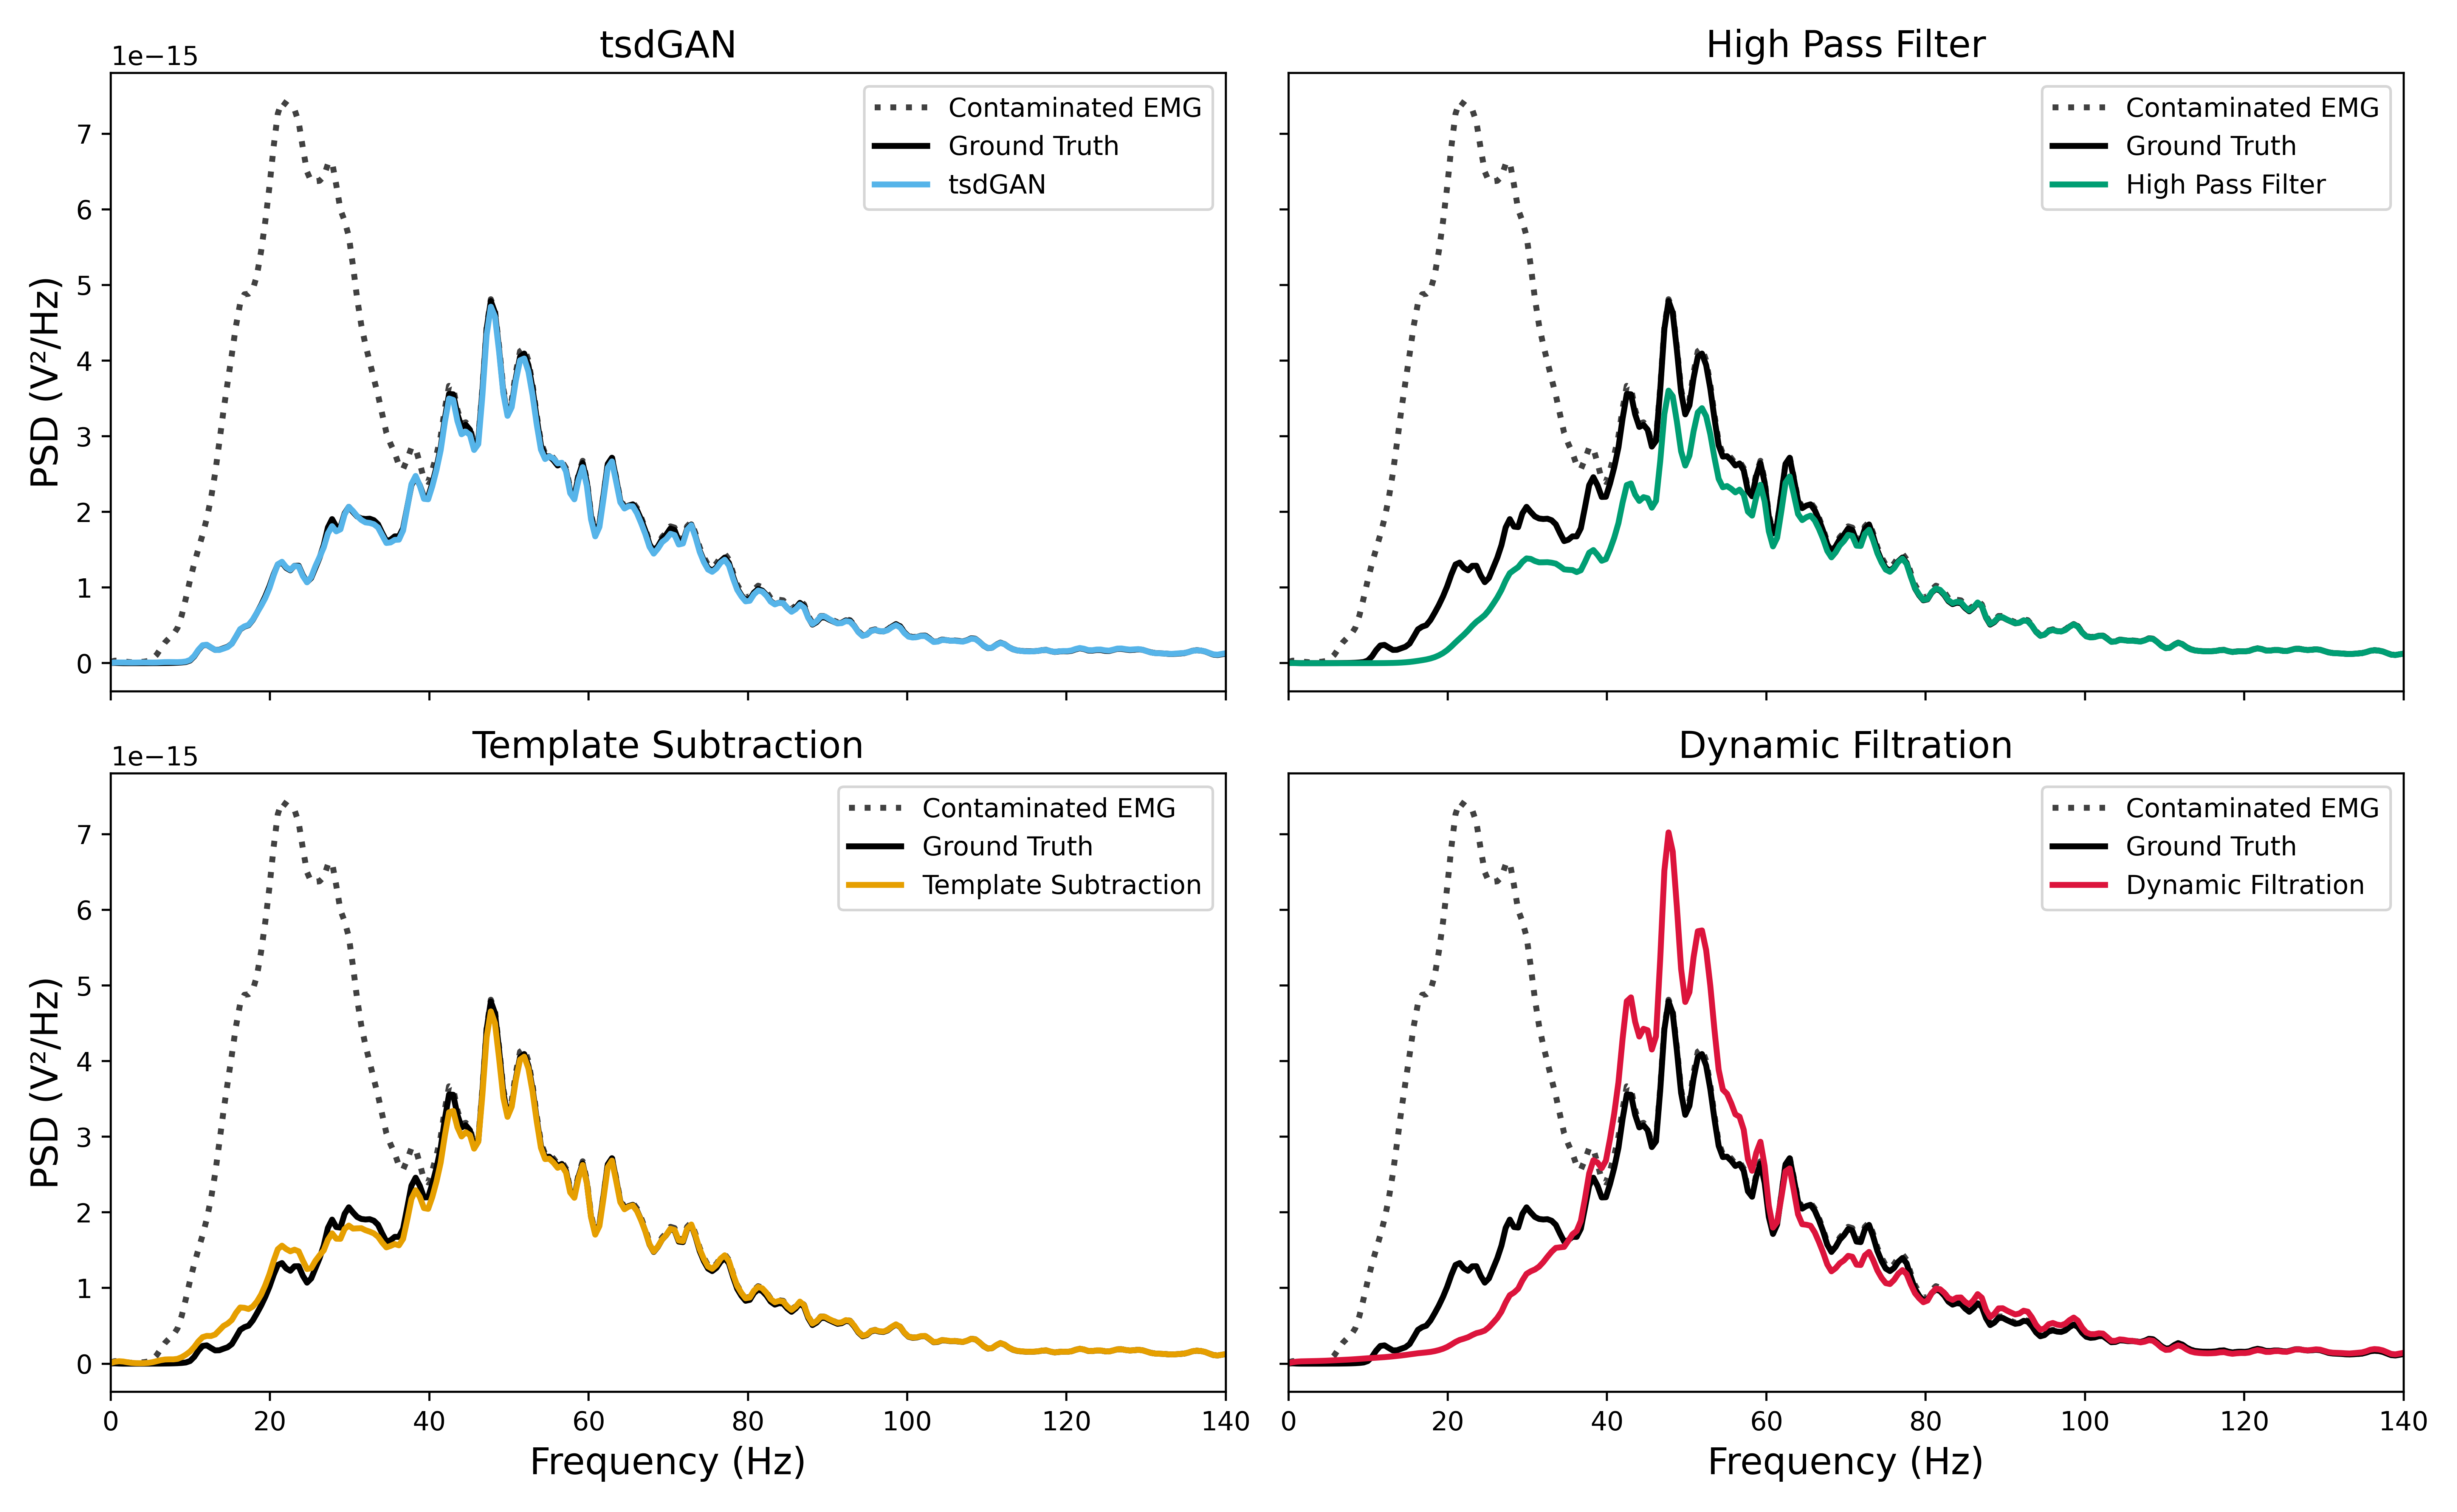 tsdGAN
1e−15
Contaminated EMG
Ground Truth
tsdGAN
7
6
5
4
3
2
1
0
PSD (V²/Hz)
High Pass Filter
Contaminated EMG
Ground Truth
High Pass Filter
Template Subtraction
1e−15
Contaminated EMG
Ground Truth
Template Subtraction
7
6
5
4
3
2
1
0
PSD (V²/Hz)
0 20 40 60 80 100 120 140
Frequency (Hz)
Dynamic Filtration
Contaminated EMG
Ground Truth
Dynamic Filtration
0 20 40 60 80 100 120 140
Frequency (Hz)